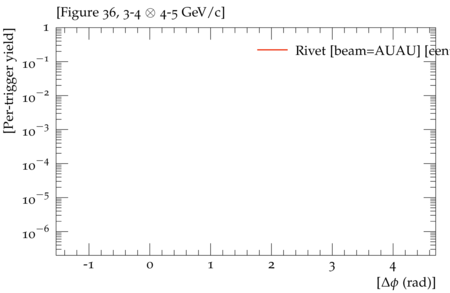 [Figure 36, 3-4 ⊗ 4-5 GeV/c]
[Per-trigger yield]
1
10⁻¹
10⁻²
10⁻³
10⁻⁴
10⁻⁵
10⁻⁶
Rivet [beam=AUAU] [cen
-1 0 1 2 3 4
[Δϕ (rad)]